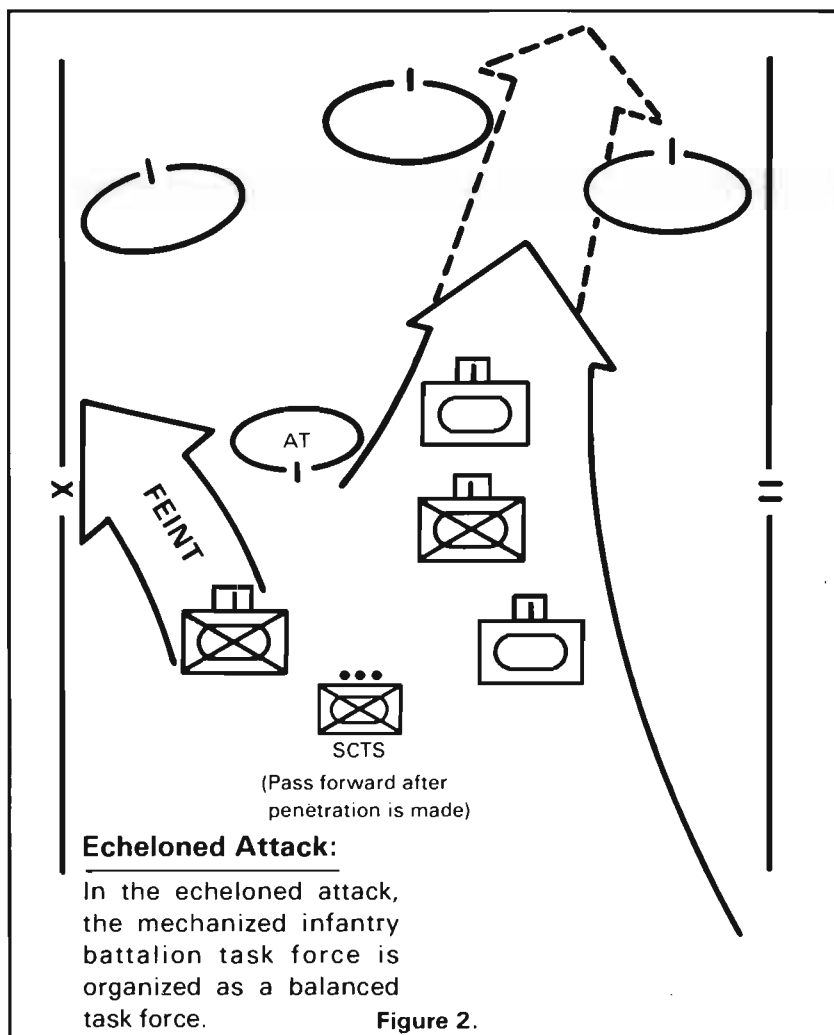 AT
FEINT
X
SCTS
(Pass forward after
penetration is made)
Echeloned Attack:
In the echeloned attack,
the mechanized infantry
battalion task force is
organized as a balanced
task force.
Figure 2.